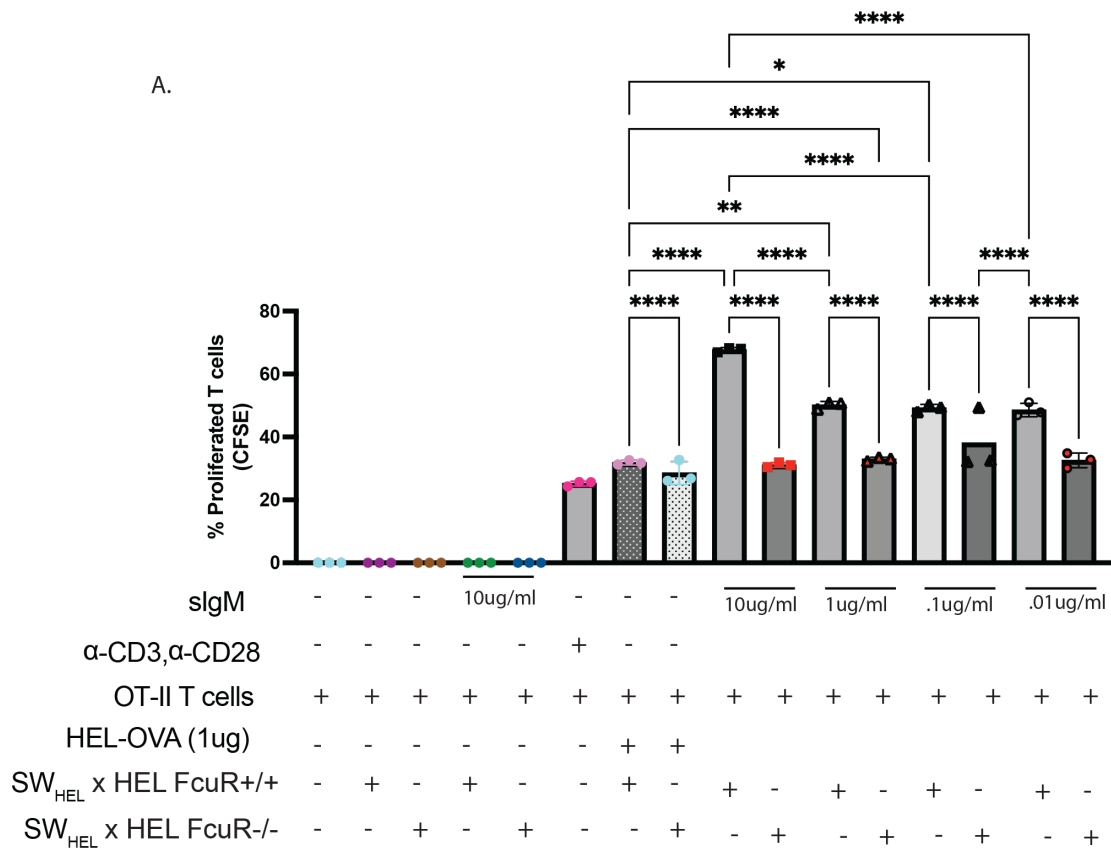 ****
A.
*
****
****
**
**** ****
**** **** **** **** **** ****
80
60
40
20
0
% Proliferated T cells
(CFSE)
sIgM - - - 10ug/ml - - - 10ug/ml 1ug/ml .1ug/ml .01ug/ml
α-CD3,α-CD28 - - - - - + - -
OT-II T cells + + + + + + + + + + + + + + + +
HEL-OVA (1ug) - - - - - - + +
SWHEL x HEL FcuR+/+ - + - + - - + - + - + - + - + -
SWHEL x HEL FcuR-/- - - + - + - - + - + - + - + - +